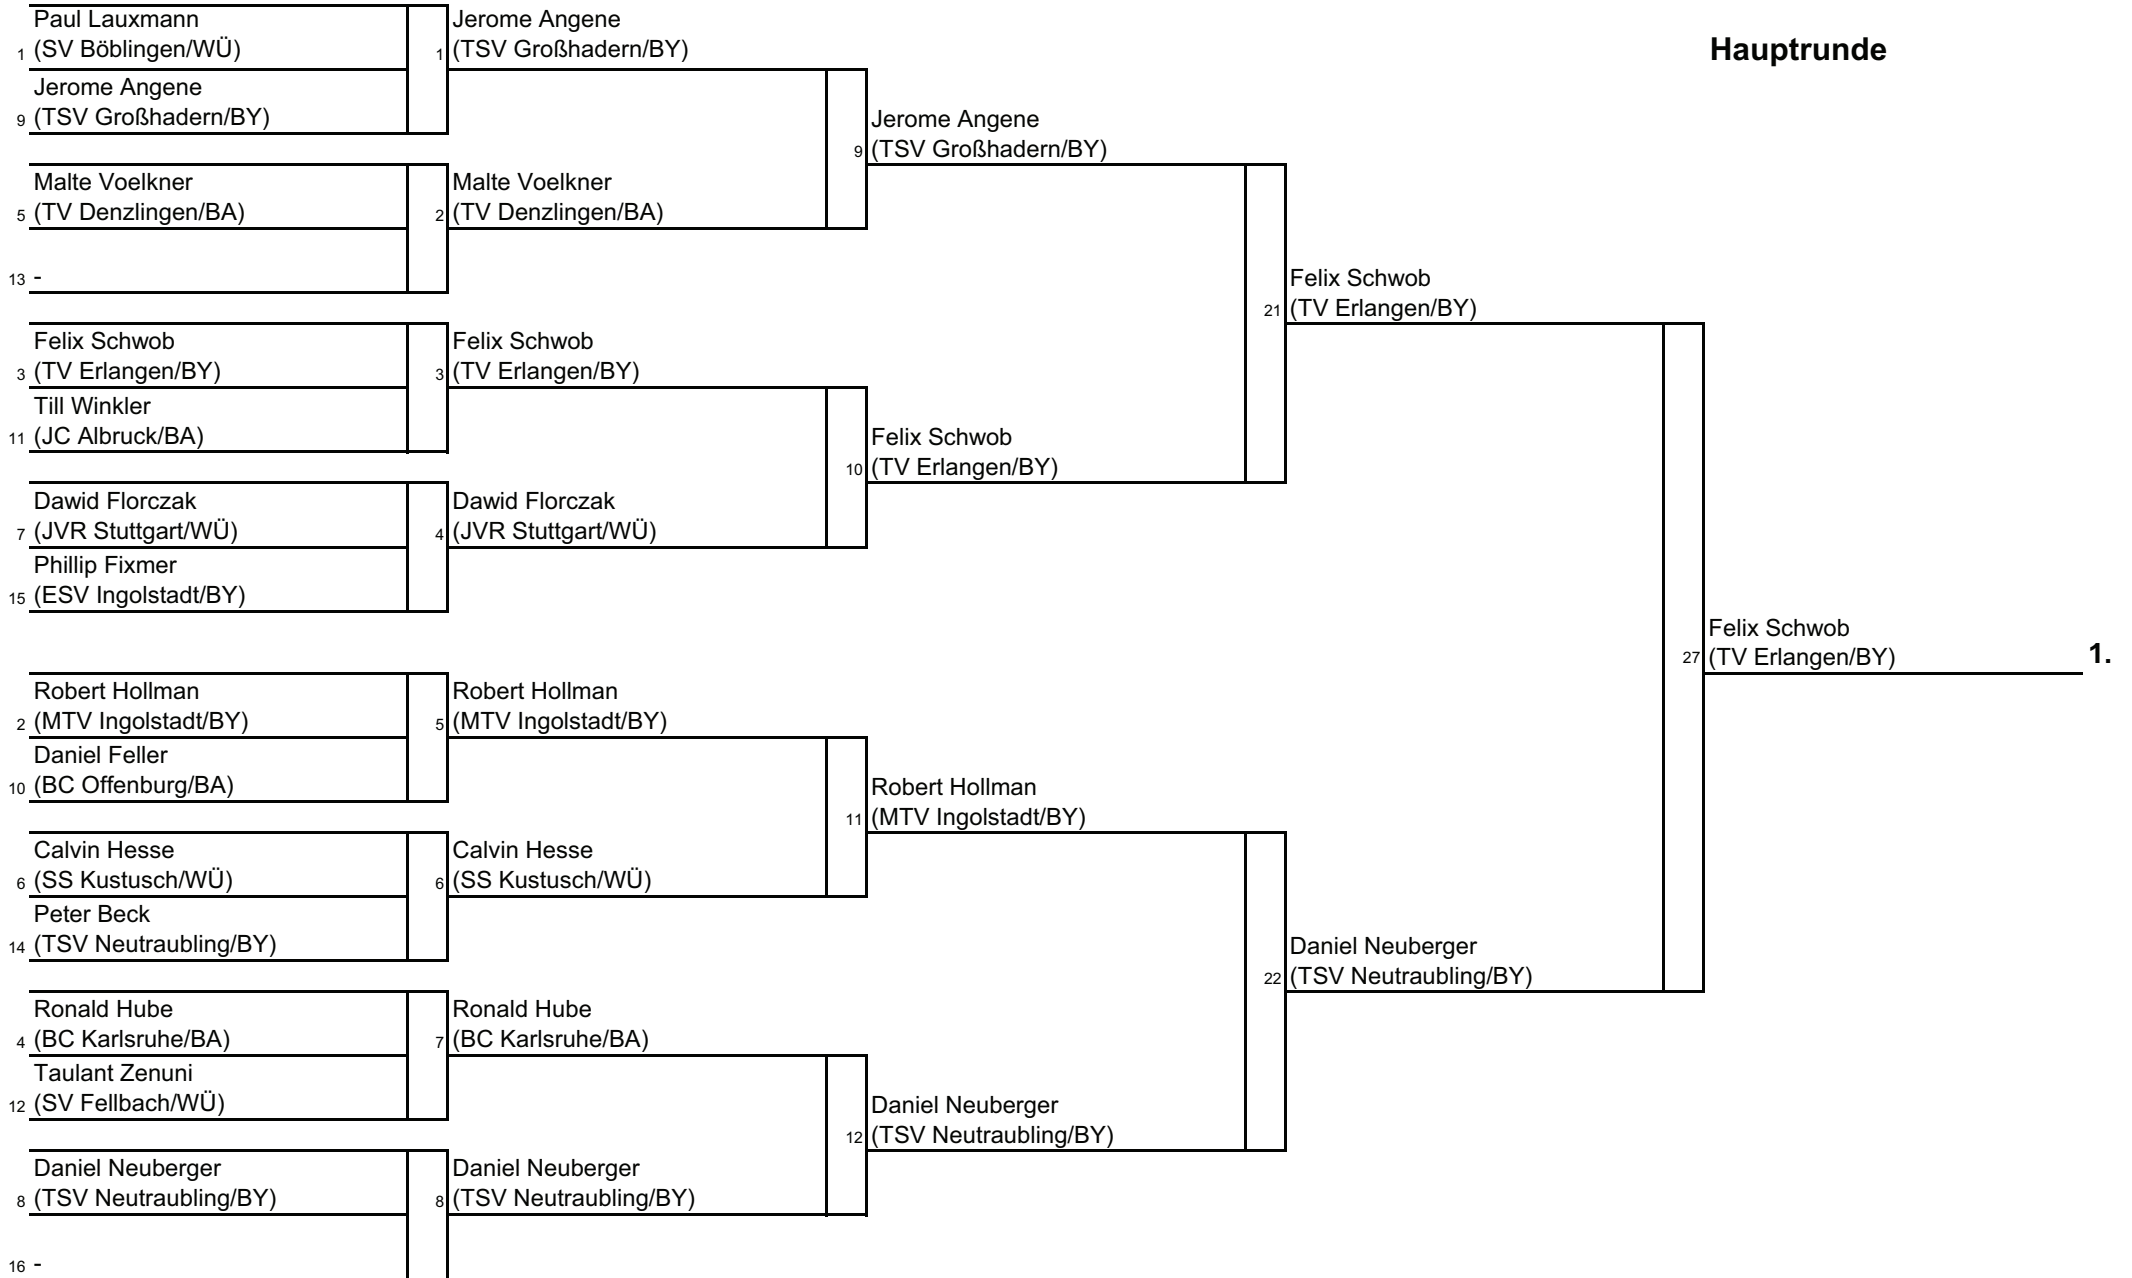 Hauptrunde
Paul Lauxmann
1 (SV Böblingen/WÜ)
Jerome Angene
9 (TSV Großhadern/BY)
Malte Voelkner
5 (TV Denzlingen/BA)
13 -
Felix Schwob
3 (TV Erlangen/BY)
Till Winkler
11 (JC Albruck/BA)
Dawid Florczak
7 (JVR Stuttgart/WÜ)
Phillip Fixmer
15 (ESV Ingolstadt/BY)
Robert Hollman
2 (MTV Ingolstadt/BY)
Daniel Feller
10 (BC Offenburg/BA)
Calvin Hesse
6 (SS Kustusch/WÜ)
Peter Beck
14 (TSV Neutraubling/BY)
Ronald Hube
4 (BC Karlsruhe/BA)
Taulant Zenuni
12 (SV Fellbach/WÜ)
Daniel Neuberger
8 (TSV Neutraubling/BY)
16 -
Jerome Angene
1 (TSV Großhadern/BY)
Malte Voelkner
2 (TV Denzlingen/BA)
Felix Schwob
3 (TV Erlangen/BY)
Dawid Florczak
4 (JVR Stuttgart/WÜ)
Robert Hollman
5 (MTV Ingolstadt/BY)
Calvin Hesse
6 (SS Kustusch/WÜ)
Ronald Hube
7 (BC Karlsruhe/BA)
Daniel Neuberger
8 (TSV Neutraubling/BY)
Jerome Angene
9 (TSV Großhadern/BY)
Felix Schwob
10 (TV Erlangen/BY)
Robert Hollman
11 (MTV Ingolstadt/BY)
Daniel Neuberger
12 (TSV Neutraubling/BY)
Felix Schwob
21 (TV Erlangen/BY)
Daniel Neuberger
22 (TSV Neutraubling/BY)
Felix Schwob
27 (TV Erlangen/BY) 1.